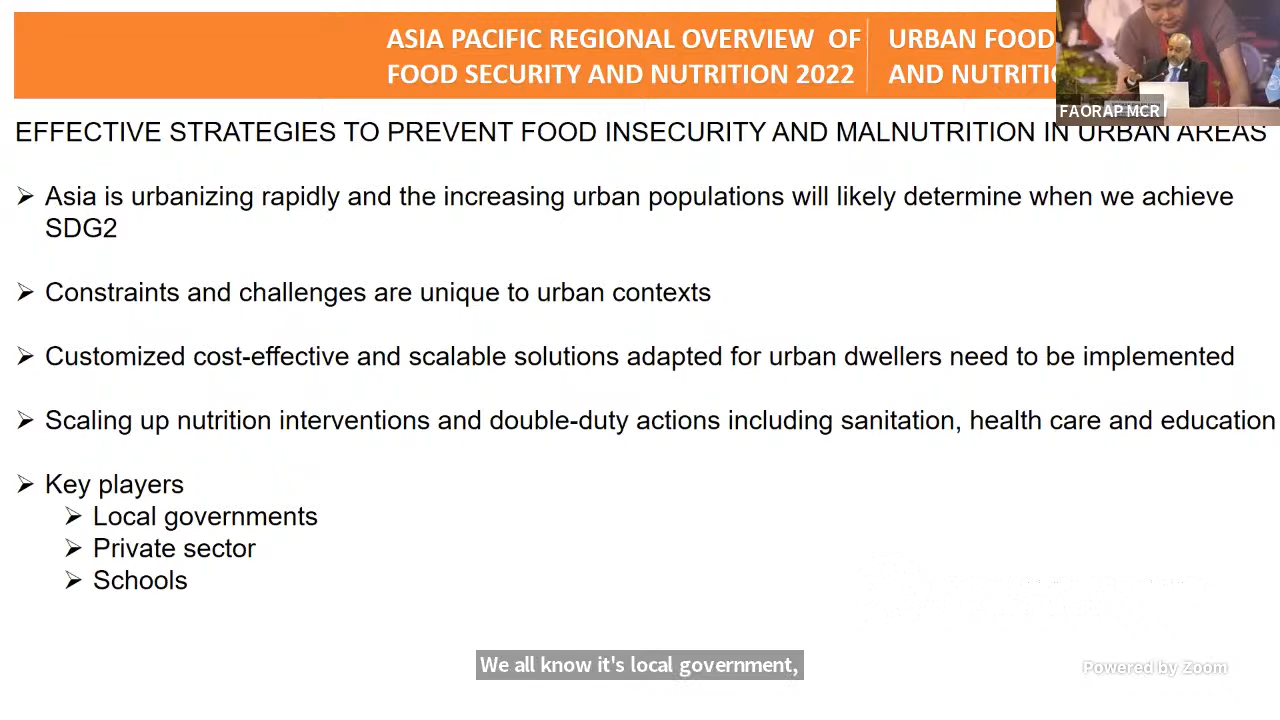 ASIA PACIFIC REGIONAL OVERVIEW OF
FOOD SECURITY AND NUTRITION 2022
URBAN FOOD
AND NUTRITI
FAORAP MCR
EFFECTIVE STRATEGIES TO PREVENT FOOD INSECURITY AND MALNUTRITION IN URBAN AREAS
➢ Asia is urbanizing rapidly and the increasing urban populations will likely determine when we achieve
SDG2
➢ Constraints and challenges are unique to urban contexts
➢ Customized cost-effective and scalable solutions adapted for urban dwellers need to be implemented
➢ Scaling up nutrition interventions and double-duty actions including sanitation, health care and education
➢ Key players
➢ Local governments
➢ Private sector
➢ Schools
We all know it's local government,
Powered by Zoom